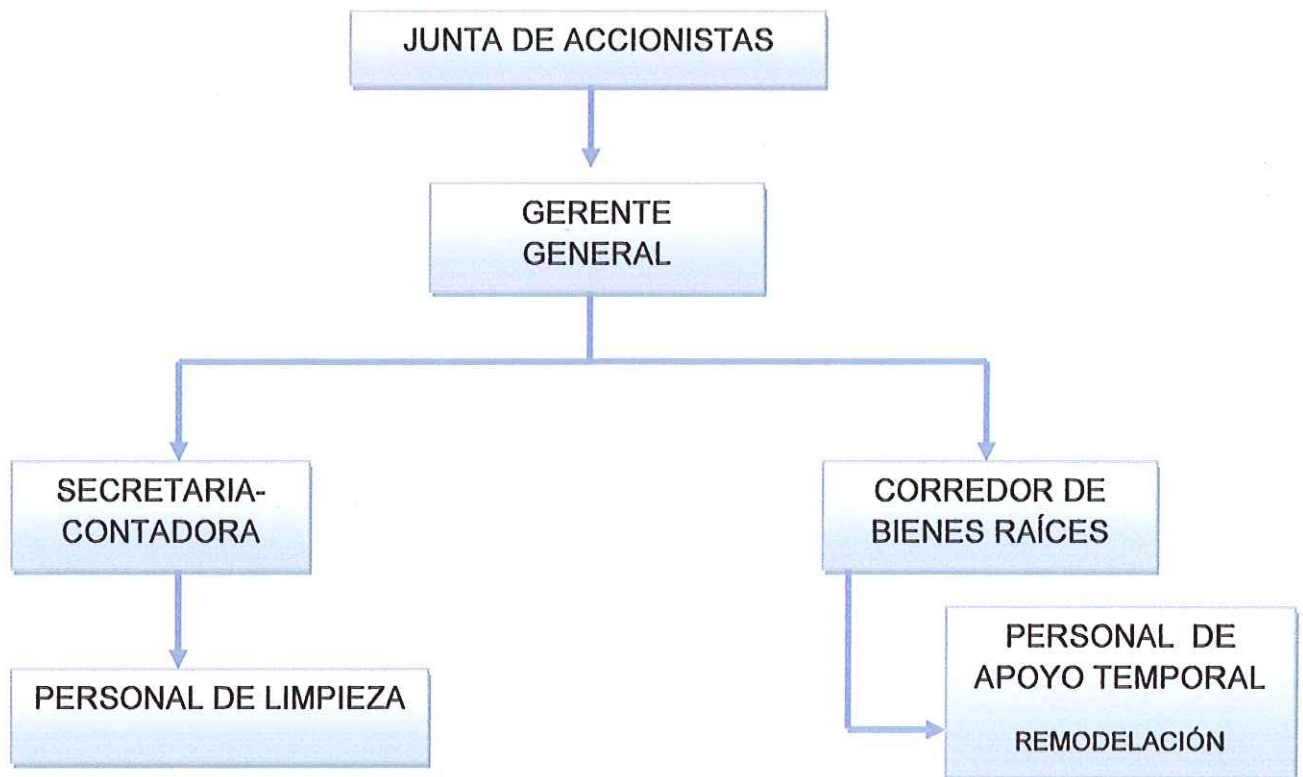 JUNTA DE ACCIONISTAS
GERENTE
GENERAL
SECRETARIA-
CONTADORA
CORREDOR DE
BIENES RAÍCES
PERSONAL DE LIMPIEZA
PERSONAL DE
APOYO TEMPORAL
REMODELACIÓN